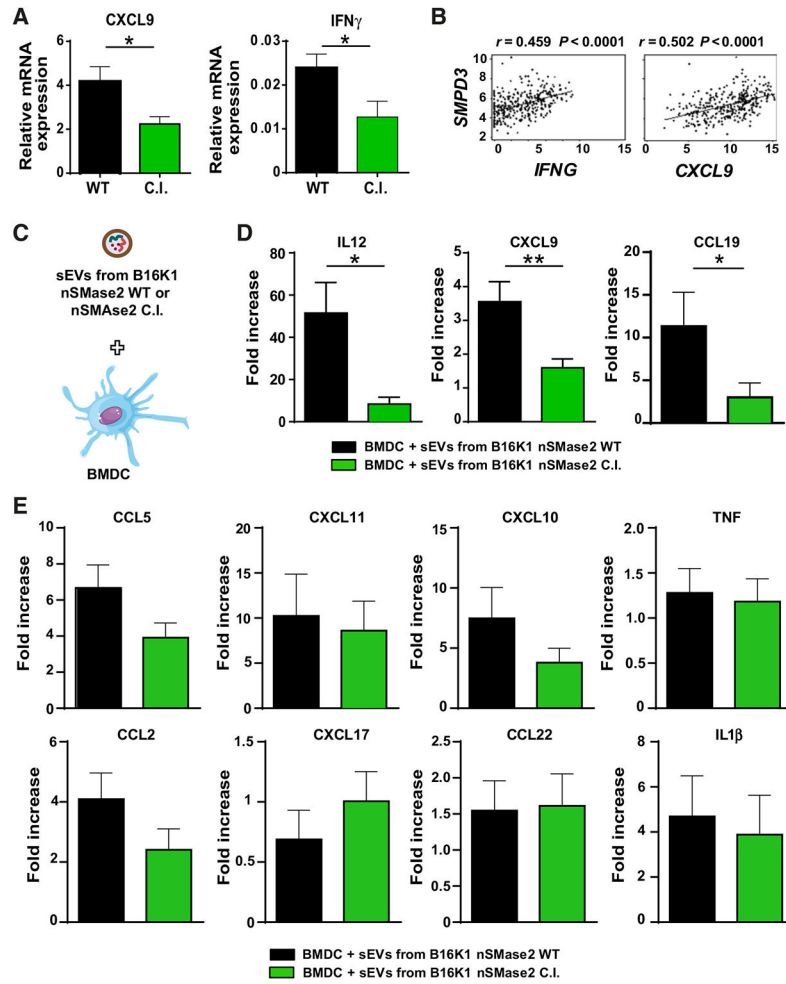 A
CXCL9
Relative mRNA
expression
6
4
2
0
*
WT
C.I.
IFNγ
Relative mRNA
expression
0.03
0.02
0.01
0
*
WT
C.I.
B
r = 0.459 P < 0.0001
r = 0.502 P < 0.0001
SMPD3
10
8
6
4
2
0
5
10
15
IFNG
0
5
10
15
CXCL9
C
sEVs from B16K1
nSMase2 WT or
nSMAse2 C.I.
BMDC
D
IL12
Fold increase
80
60
40
20
0
*
CXCL9
Fold increase
5
4
3
2
1
0
**
CCL19
Fold increase
20
15
10
5
0
*
BMDC + sEVs from B16K1 nSMase2 WT
BMDC + sEVs from B16K1 nSMase2 C.I.
E
CCL5
Fold increase
10
8
6
4
2
0
CXCL11
Fold increase
20
15
10
5
0
CXCL10
Fold increase
15
10
5
0
TNF
Fold increase
2.0
1.5
1.0
0.5
0
CCL2
Fold increase
6
4
2
0
CXCL17
Fold increase
1.5
1
0.5
0
CCL22
Fold increase
2.5
2.0
1.5
1.0
0.5
0
IL1β
Fold increase
8
6
4
2
0
BMDC + sEVs from B16K1 nSMase2 WT
BMDC + sEVs from B16K1 nSMase2 C.I.